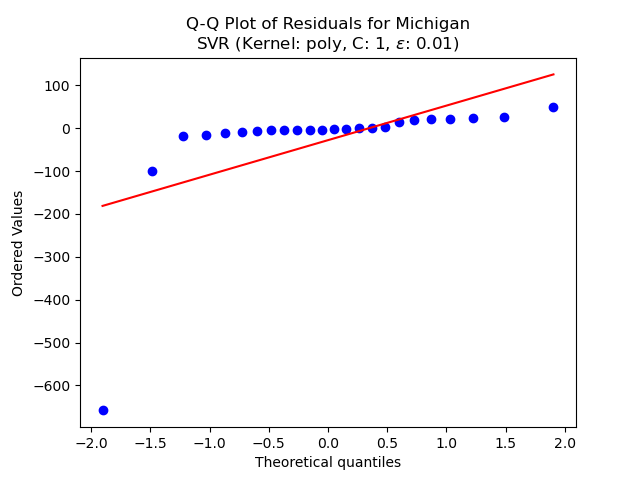 Q-Q Plot of Residuals for Michigan
SVR (Kernel: poly, C: 1, ε: 0.01)
Ordered Values
100
0
−100
−200
−300
−400
−500
−600
−2.0 −1.5 −1.0 −0.5 0.0 0.5 1.0 1.5 2.0
Theoretical quantiles